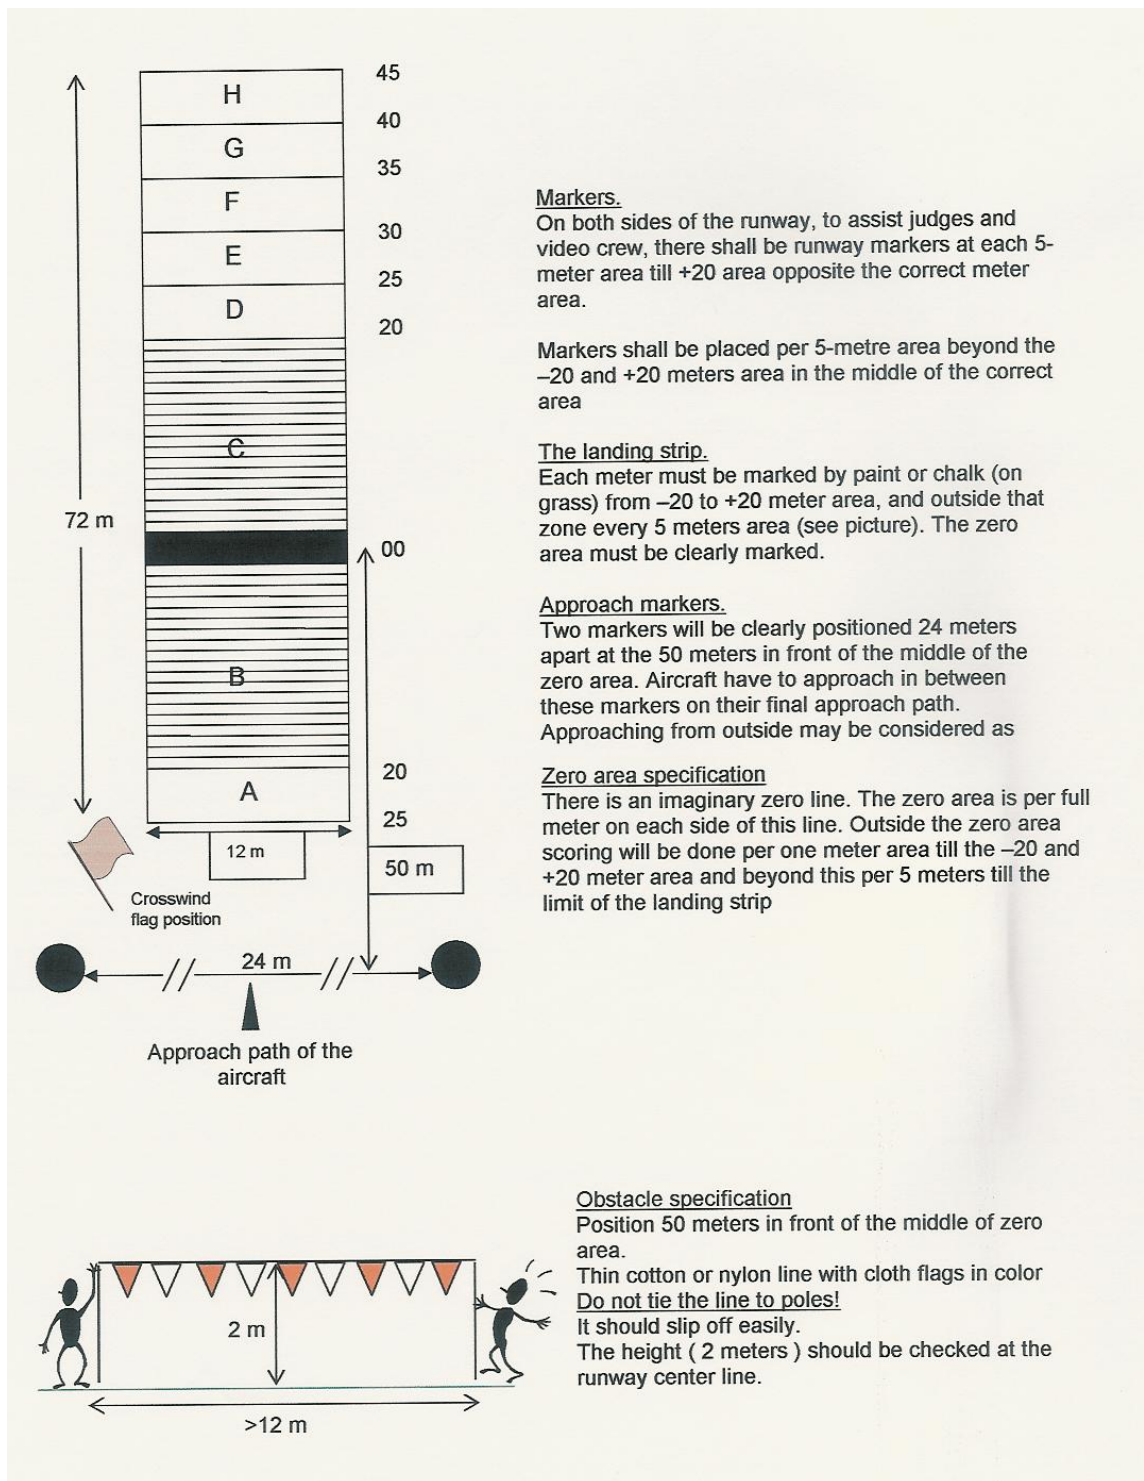 45
H
40
G
35
F
30
E
25
D
20
C
72 m
00
B
20
A
25
12 m
50 m
Crosswind
flag position
24 m
Approach path of the
aircraft
Markers.
On both sides of the runway, to assist judges and
video crew, there shall be runway markers at each 5-
meter area till +20 area opposite the correct meter
area.
Markers shall be placed per 5-metre area beyond the
–20 and +20 meters area in the middle of the correct
area
The landing strip.
Each meter must be marked by paint or chalk (on
grass) from –20 to +20 meter area, and outside that
zone every 5 meters area (see picture). The zero
area must be clearly marked.
Approach markers.
Two markers will be clearly positioned 24 meters
apart at the 50 meters in front of the middle of the
zero area. Aircraft have to approach in between
these markers on their final approach path.
Approaching from outside may be considered as
Zero area specification
There is an imaginary zero line. The zero area is per full
meter on each side of this line. Outside the zero area
scoring will be done per one meter area till the –20 and
+20 meter area and beyond this per 5 meters till the
limit of the landing strip
Obstacle specification
Position 50 meters in front of the middle of zero
area.
Thin cotton or nylon line with cloth flags in color
Do not tie the line to poles!
It should slip off easily.
The height ( 2 meters ) should be checked at the
runway center line.
2 m
>12 m